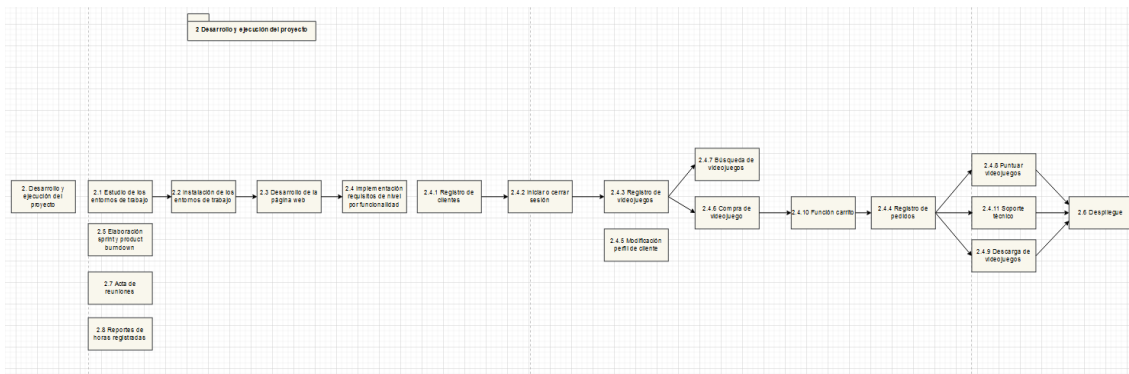 2 Desarrollo y ejecución del proyecto
2. Desarrollo y
ejecución del
proyecto
2.1 Estudio de los
entornos de trabajo
2.2 Instalación de los
entornos de trabajo
2.3 Desarrollo de la
página web
2.4 Implementación
requisitos de nivel
por funcionalidad
2.4.1 Registro de
clientes
2.4.2 Iniciar o cerrar
sesión
2.4.3 Registro de
videojuegos
2.4.7 Búsqueda de
videojuegos
2.4.6 Compra de
videojuego
2.4.10 Función carrito
2.4.4 Registro de
pedidos
2.4.8 Puntuar
videojuegos
2.4.11 Soporte
técnico
2.4.9 Descarga de
videojuegos
2.6 Despliegue
2.5 Elaboración
sprint y product
burndown
2.4.5 Modificación
perfil de cliente
2.7 Acta de
reuniones
2.8 Reportes de
horas registradas